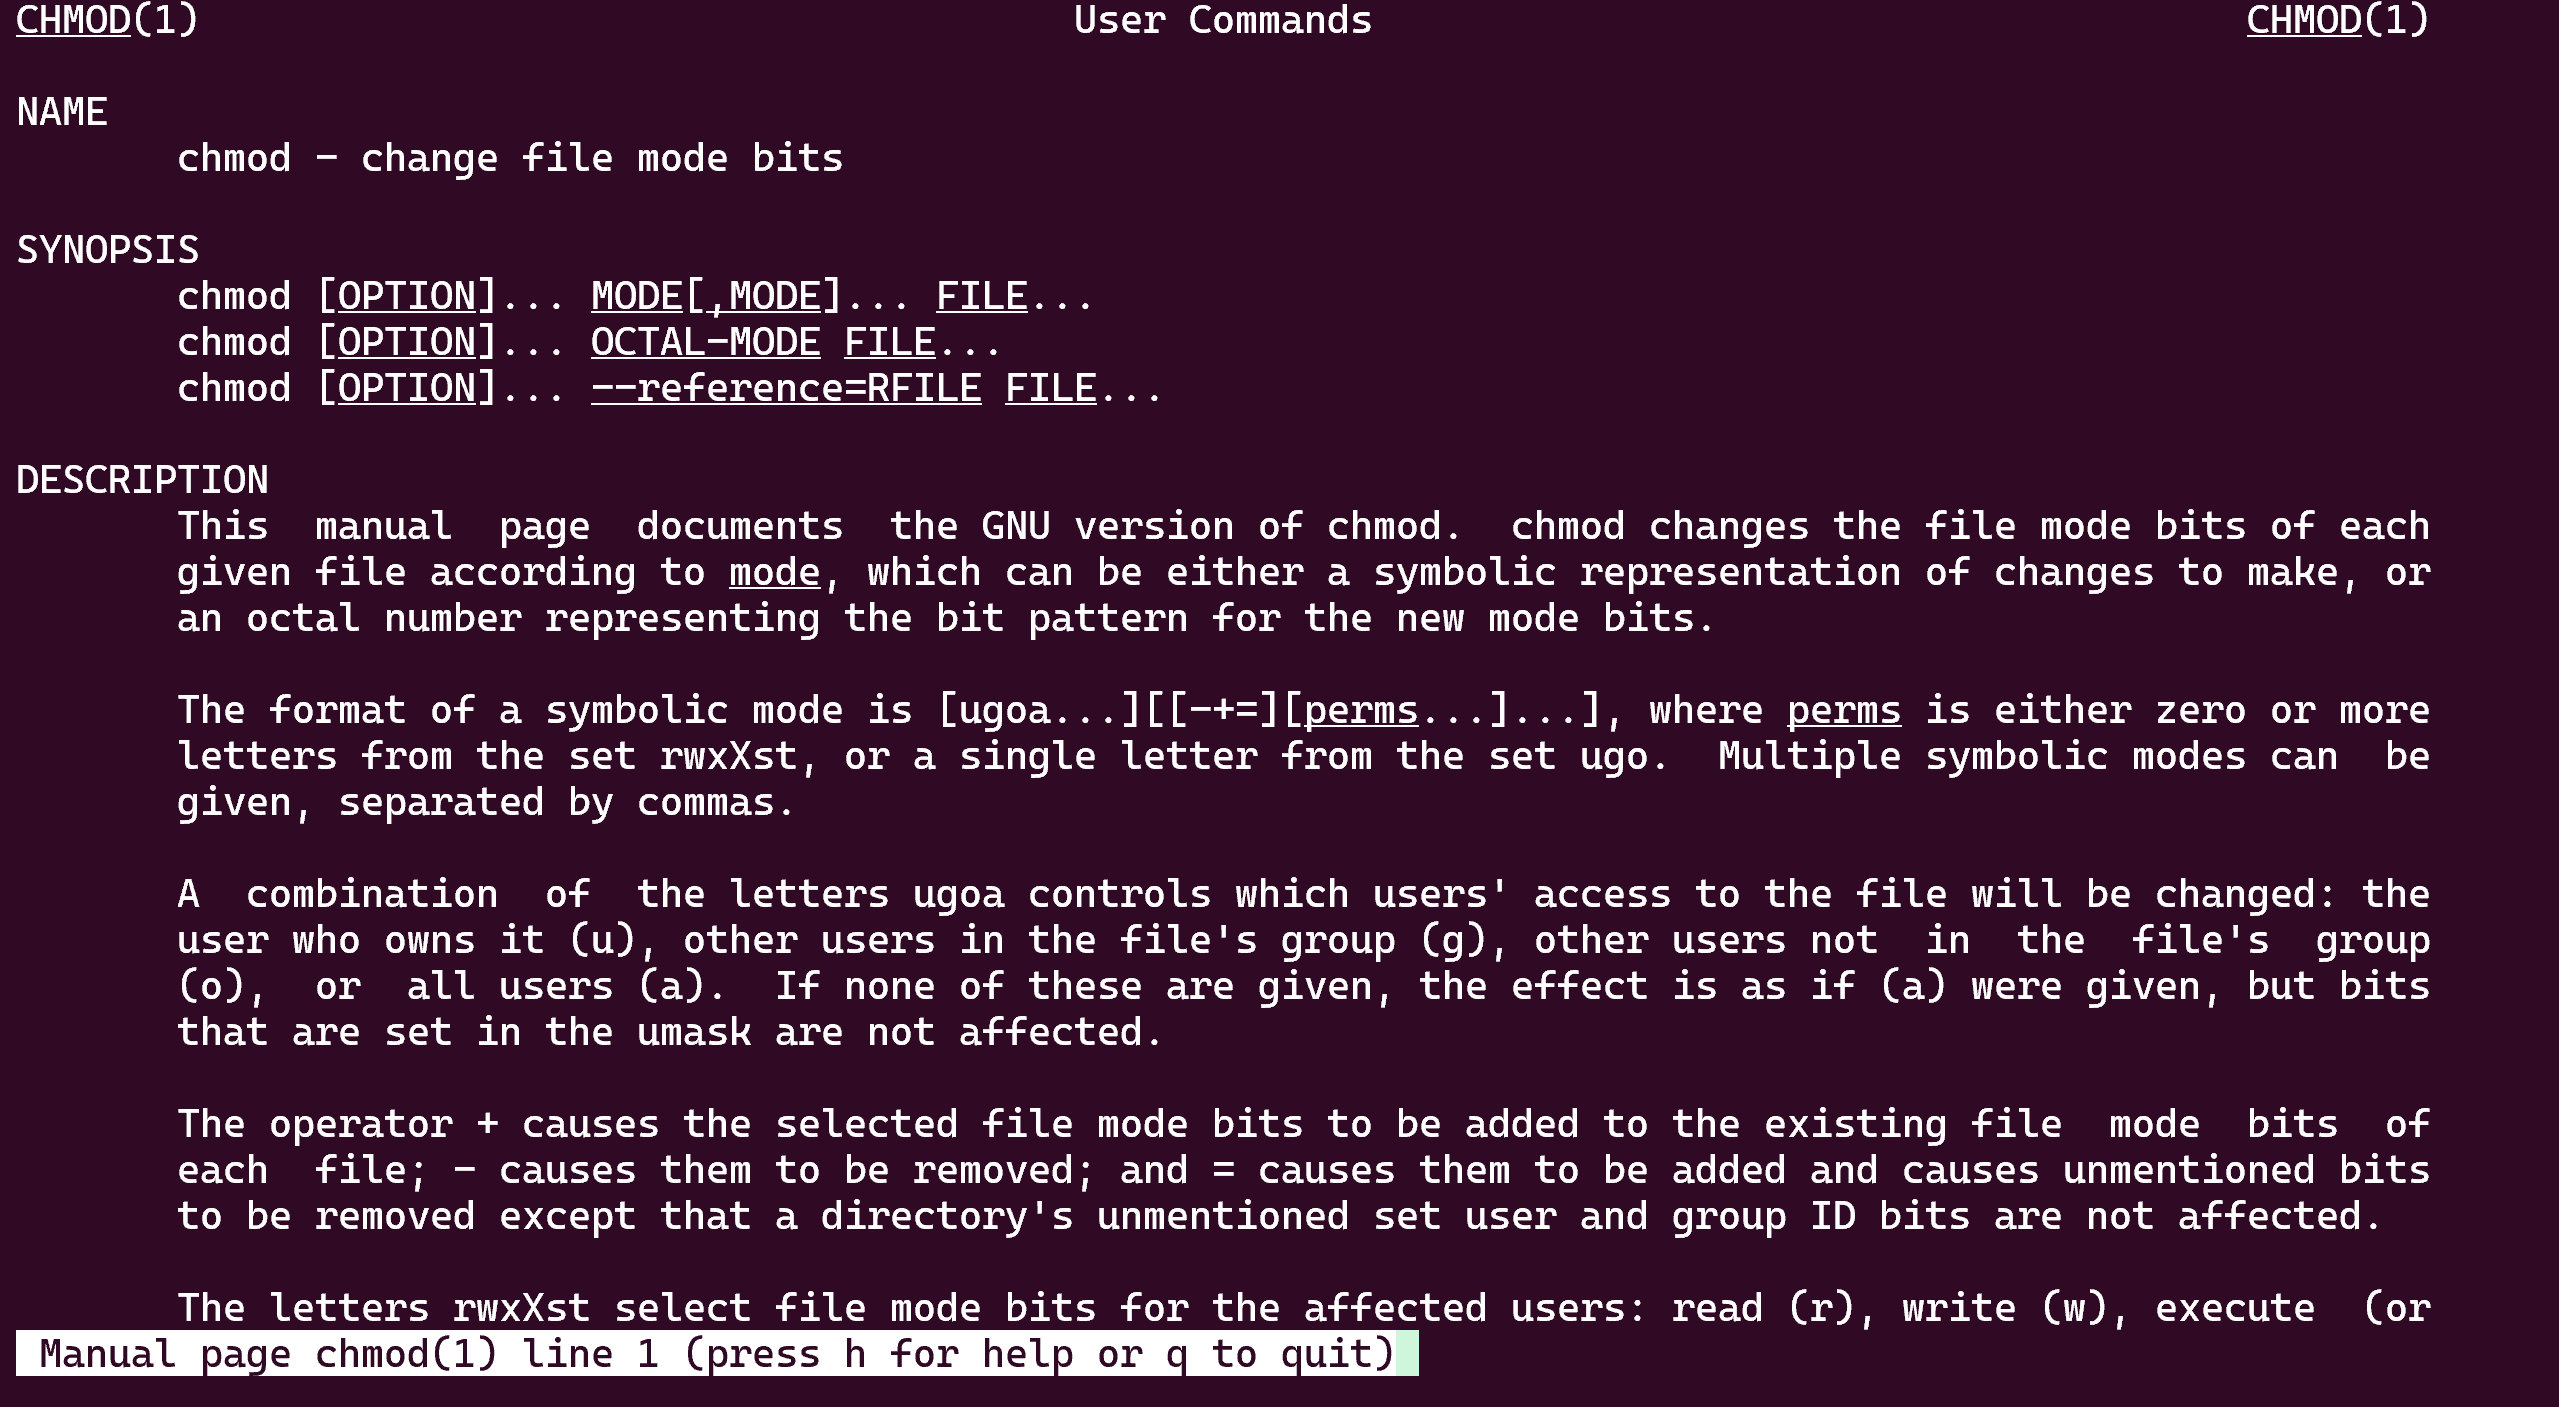 CHMOD(1) User Commands CHMOD(1)
NAME
chmod - change file mode bits
SYNOPSIS
chmod [OPTION]... MODE[,MODE]... FILE...
chmod [OPTION]... OCTAL-MODE FILE...
chmod [OPTION]... --reference=RFILE FILE...
DESCRIPTION
This manual page documents the GNU version of chmod. chmod changes the file mode bits of each
given file according to mode, which can be either a symbolic representation of changes to make, or
an octal number representing the bit pattern for the new mode bits.
The format of a symbolic mode is [ugoa...][[-+=][perms...]...], where perms is either zero or more
letters from the set rwxXst, or a single letter from the set ugo. Multiple symbolic modes can be
given, separated by commas.
A combination of the letters ugoa controls which users' access to the file will be changed: the
user who owns it (u), other users in the file's group (g), other users not in the file's group
(o), or all users (a). If none of these are given, the effect is as if (a) were given, but bits
that are set in the umask are not affected.
The operator + causes the selected file mode bits to be added to the existing file mode bits of
each file; - causes them to be removed; and = causes them to be added and causes unmentioned bits
to be removed except that a directory's unmentioned set user and group ID bits are not affected.
The letters rwxXst select file mode bits for the affected users: read (r), write (w), execute (or
Manual page chmod(1) line 1 (press h for help or q to quit)